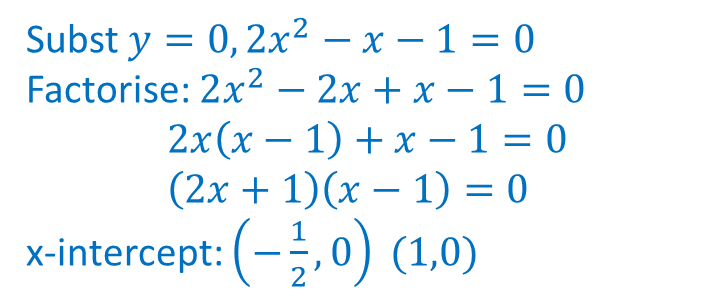 Subst y = 0, 2x² − x − 1 = 0
Factorise: 2x² − 2x + x − 1 = 0
2x(x − 1) + x − 1 = 0
(2x + 1)(x − 1) = 0
x-intercept: (−1/2, 0) (1,0)